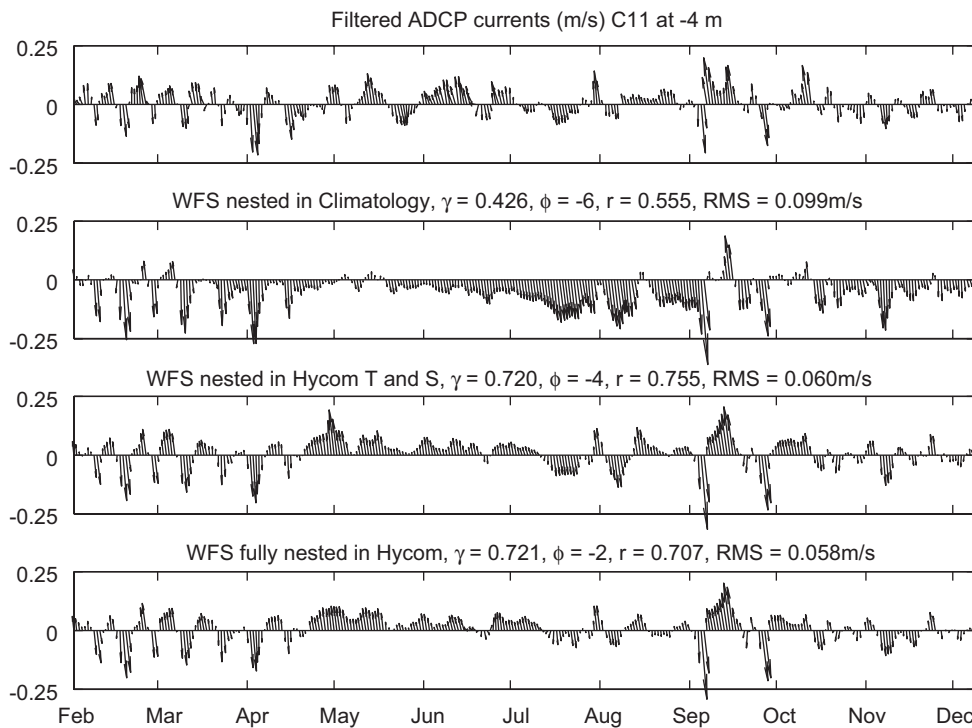 Filtered ADCP currents (m/s) C11 at -4 m
0.25
0
-0.25
WFS nested in Climatology, γ = 0.426, ϕ = -6, r = 0.555, RMS = 0.099m/s
0.25
0
-0.25
WFS nested in Hycom T and S, γ = 0.720, ϕ = -4, r = 0.755, RMS = 0.060m/s
0.25
0
-0.25
WFS fully nested in Hycom, γ = 0.721, ϕ = -2, r = 0.707, RMS = 0.058m/s
0.25
0
-0.25
Feb Mar Apr May Jun Jul Aug Sep Oct Nov Dec